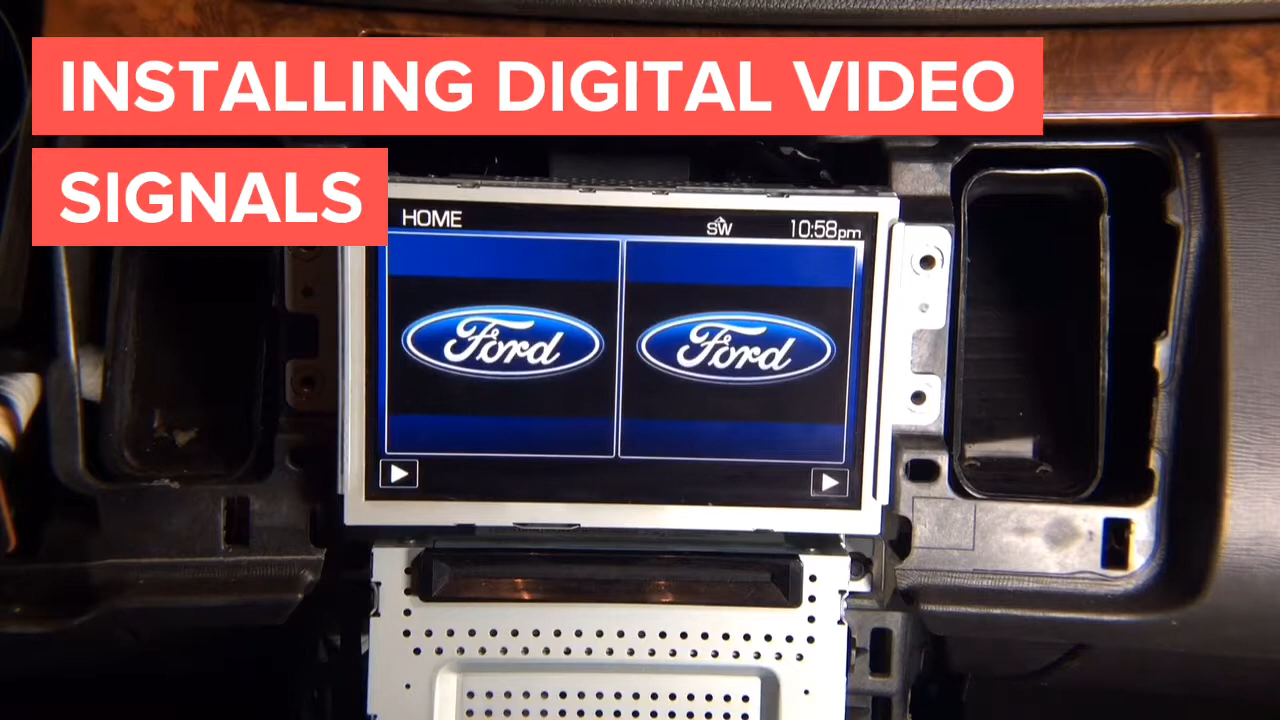 INSTALLING DIGITAL VIDEO
SIGNALS
HOME
SW
10:58pm
Ford
Ford